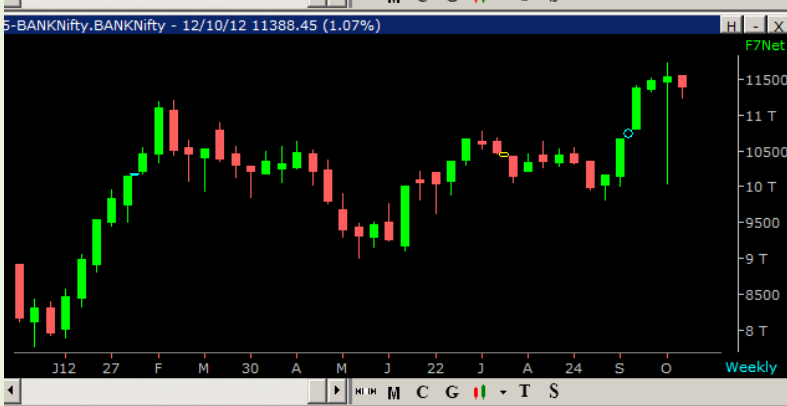 5-BANKNifty.BANKNifty - 12/10/12 11388.45 (1.07%)
H - X
F7Net
11500
11 T
10500
10 T
9500
9 T
8500
8 T
J12 27 F M 30 A M J 22 J A 24 S O
Weekly
M C G T S